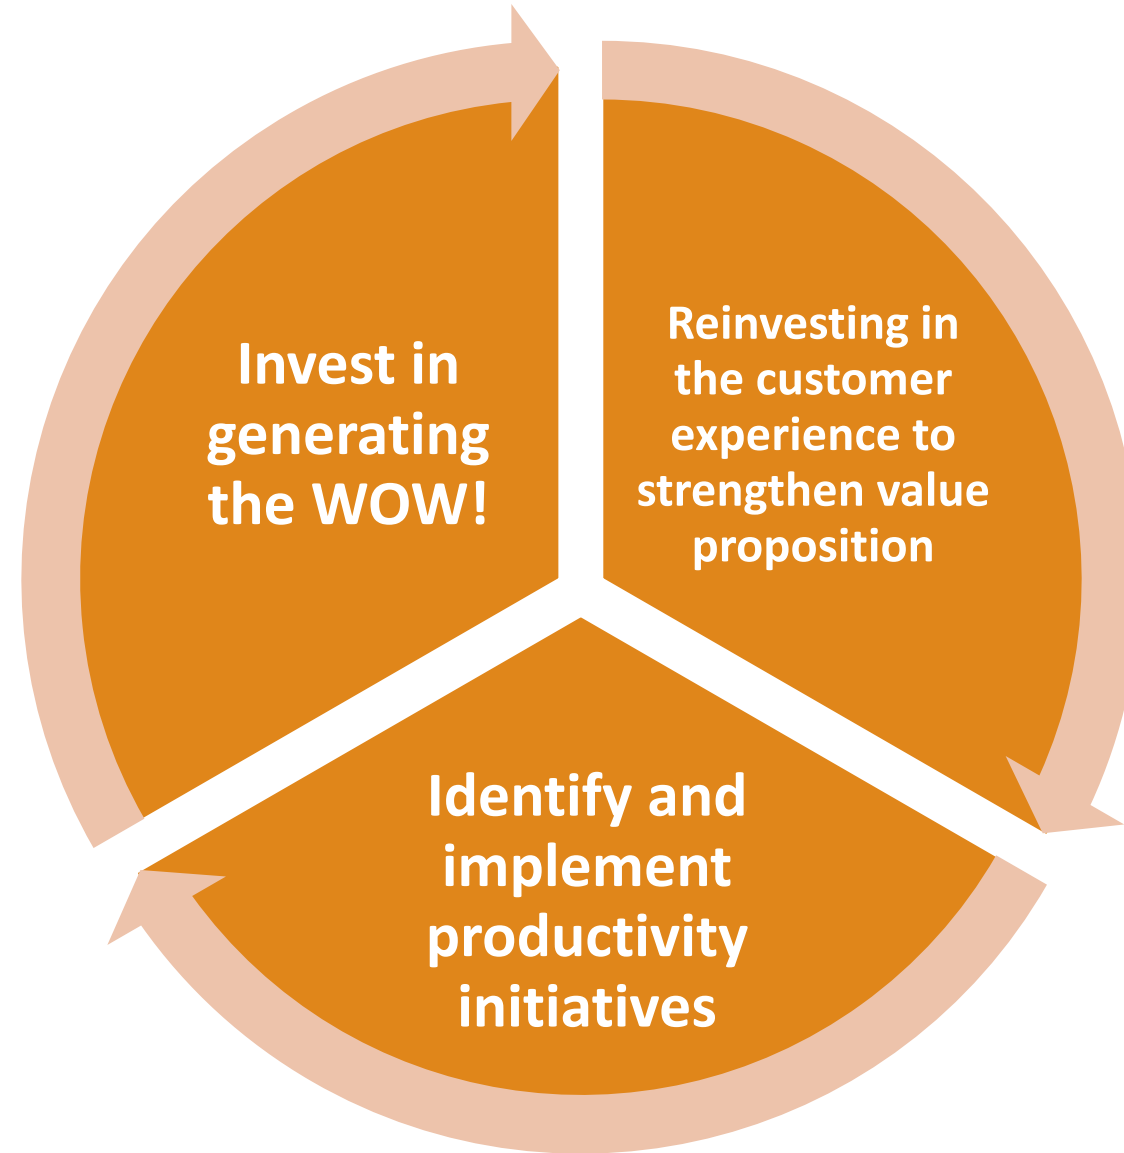 Invest in
generating
the WOW!
Reinvesting in
the customer
experience to
strengthen value
proposition
Identify and
implement
productivity
initiatives